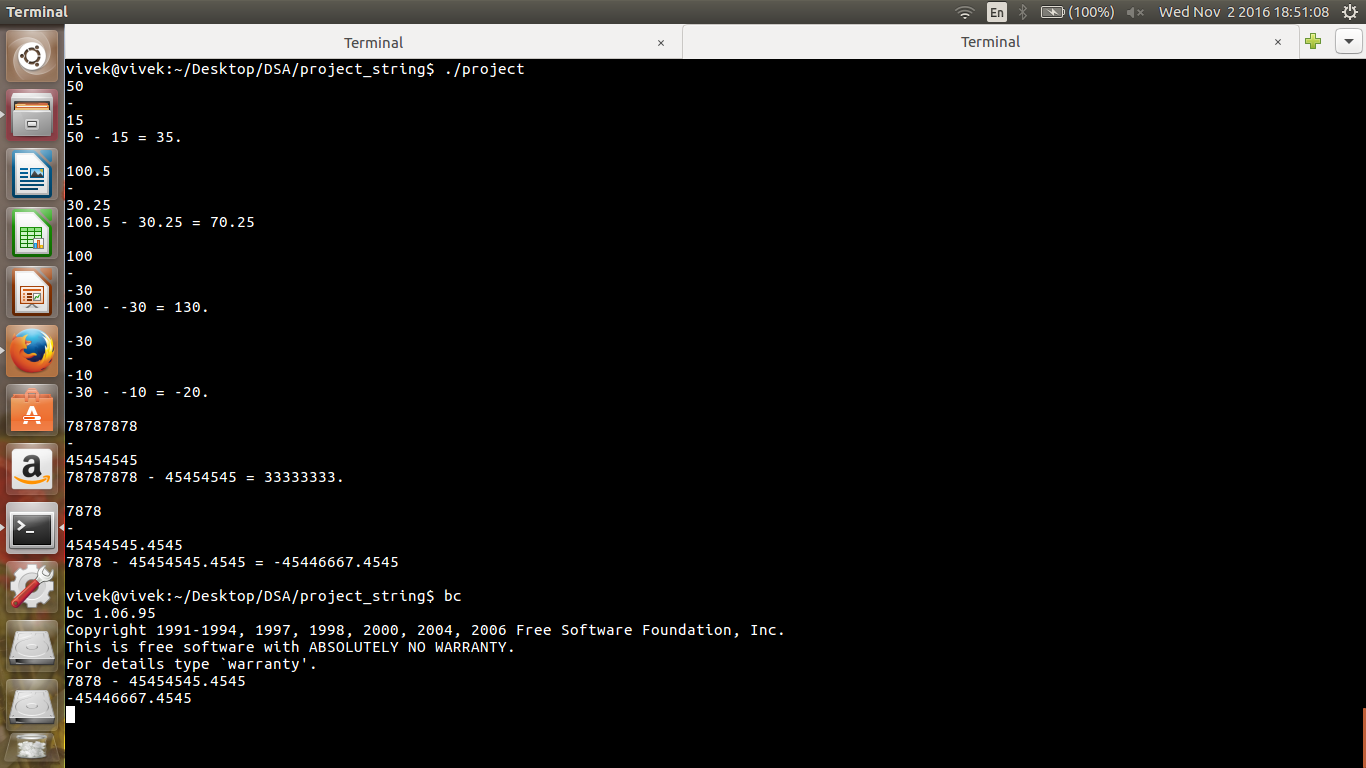 Terminal
En
(100%)
Wed Nov 2 2016 18:51:08
Terminal × Terminal ×
vivek@vivek:~/Desktop/DSA/project_string$ ./project
50
-
15
50 - 15 = 35.
100.5
-
30.25
100.5 - 30.25 = 70.25
100
-
-30
100 - -30 = 130.
-30
-
-10
-30 - -10 = -20.
78787878
-
45454545
78787878 - 45454545 = 33333333.
7878
-
45454545.4545
7878 - 45454545.4545 = -45446667.4545
vivek@vivek:~/Desktop/DSA/project_string$ bc
bc 1.06.95
Copyright 1991-1994, 1997, 1998, 2000, 2004, 2006 Free Software Foundation, Inc.
This is free software with ABSOLUTELY NO WARRANTY.
For details type `warranty'.
7878 - 45454545.4545
-45446667.4545